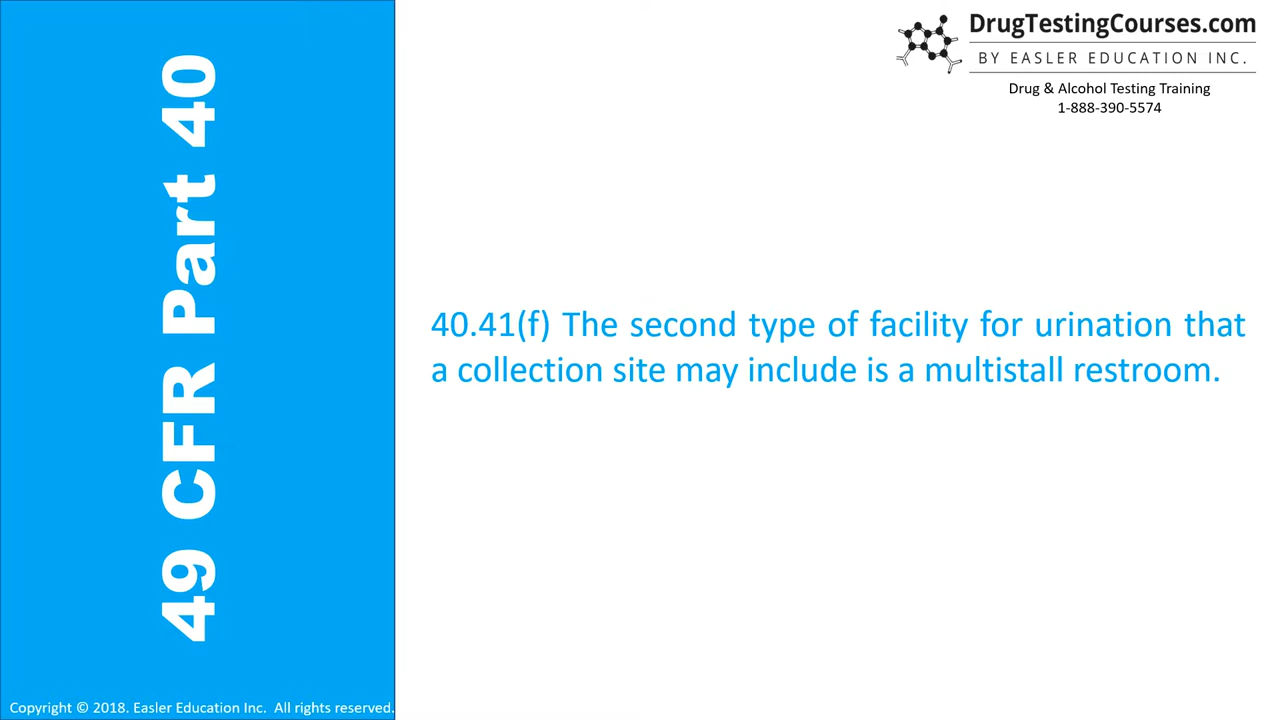 49 CFR Part 40
DrugTestingCourses.com
BY EASLER EDUCATION INC.
Drug & Alcohol Testing Training
1-888-390-5574
40.41(f) The second type of facility for urination that
a collection site may include is a multistall restroom.
Copyright © 2018. Easler Education Inc. All rights reserved.